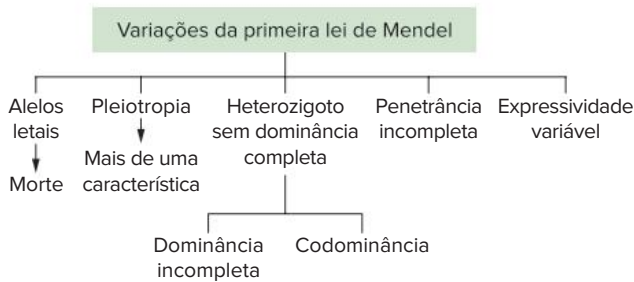 Variações da primeira lei de Mendel
Alelos
letais
Morte
Pleiotropia
Mais de uma
característica
Heterozigoto
sem dominância
completa
Dominância
incompleta
Codominância
Penetrância
incompleta
Expressividade
variável